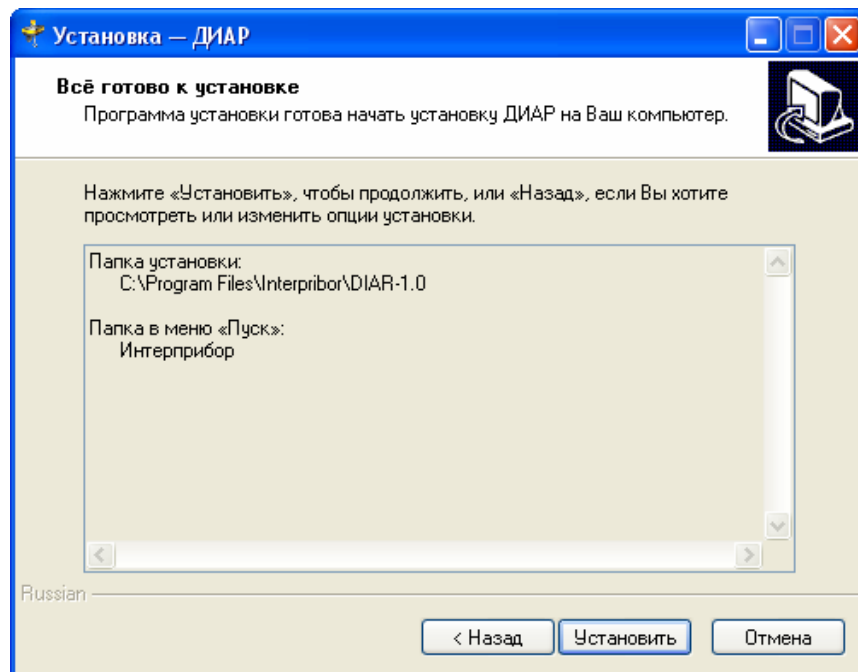 Установка — ДИАР
Всё готово к установке
Программа установки готова начать установку ДИАР на Ваш компьютер.
Нажмите «Установить», чтобы продолжить, или «Назад», если Вы хотите
просмотреть или изменить опции установки.
Папка установки:
C:\Program Files\Interpribor\DIAR-1.0
Папка в меню «Пуск»:
Интерприбор
Russian
< Назад
Установить
Отмена